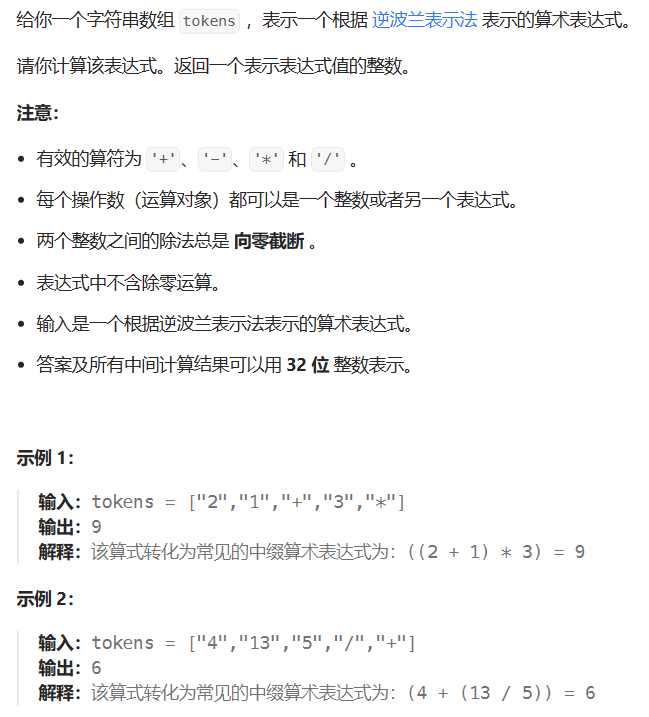 给你一个字符串数组 tokens ，表示一个根据 逆波兰表示法 表示的算术表达式。
请你计算该表达式。返回一个表示表达式值的整数。
注意：
• 有效的算符为 '+'、'-'、'*' 和 '/' 。
• 每个操作数（运算对象）都可以是一个整数或者另一个表达式。
• 两个整数之间的除法总是 向零截断 。
• 表达式中不含除零运算。
• 输入是一个根据逆波兰表示法表示的算术表达式。
• 答案及所有中间计算结果可以用 32 位 整数表示。
示例 1：
输入：tokens = ["2","1","+","3","*"]
输出：9
解释：该算式转化为常见的中缀算术表达式为：((2 + 1) * 3) = 9
示例 2：
输入：tokens = ["4","13","5","/","+"]
输出：6
解释：该算式转化为常见的中缀算术表达式为：(4 + (13 / 5)) = 6